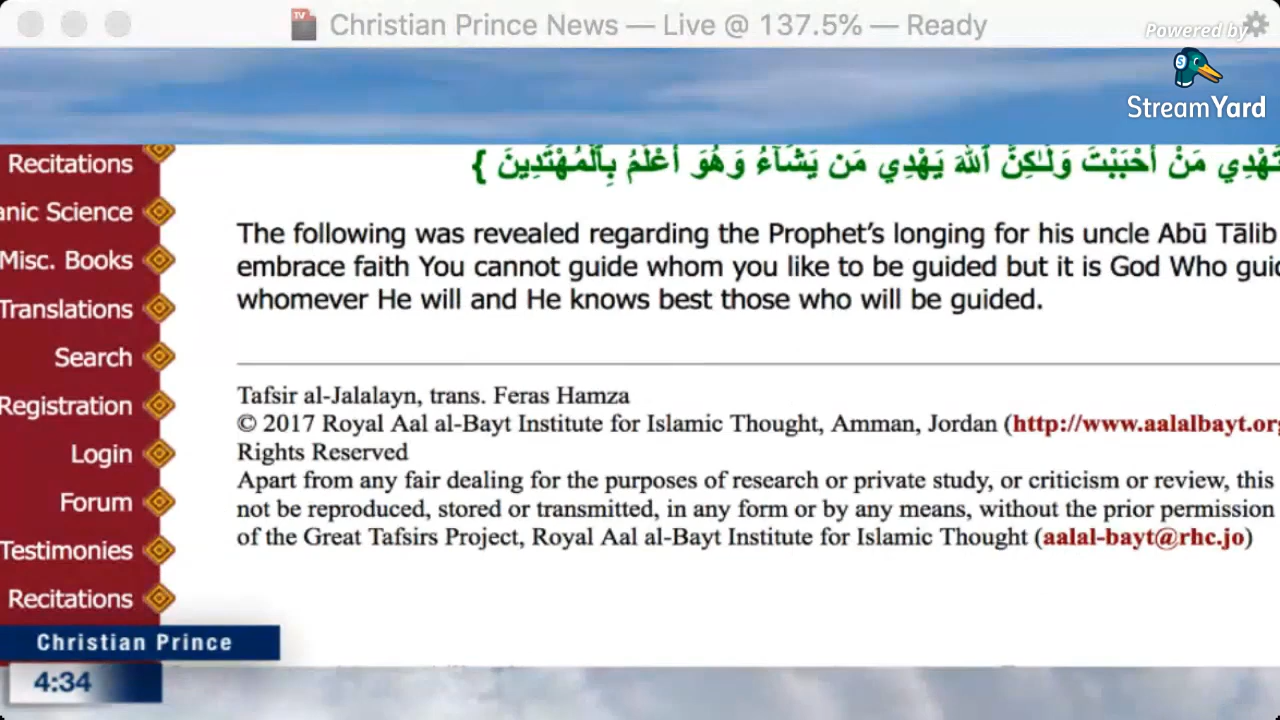 Christian Prince News — Live @ 137.5% — Ready
Powered by
StreamYard
Recitations
anic Science
Misc. Books
Translations
Search
Registration
Login
Forum
Testimonies
Recitations
تَهْدِي مَنْ أَحْبَبْتَ وَلَـٰكِنَّ ٱللَّهَ يَهْدِي مَن يَشَآءُ وَهُوَ أَعْلَمُ بِٱلْمُهْتَدِينَ }
The following was revealed regarding the Prophet’s longing for his uncle Abū Tālib
embrace faith You cannot guide whom you like to be guided but it is God Who guid
whomever He will and He knows best those who will be guided.
Tafsir al-Jalalayn, trans. Feras Hamza
© 2017 Royal Aal al-Bayt Institute for Islamic Thought, Amman, Jordan (http://www.aalalbayt.org
Rights Reserved
Apart from any fair dealing for the purposes of research or private study, or criticism or review, this
not be reproduced, stored or transmitted, in any form or by any means, without the prior permission
of the Great Tafsirs Project, Royal Aal al-Bayt Institute for Islamic Thought (aalal-bayt@rhc.jo)
Christian Prince
4:34